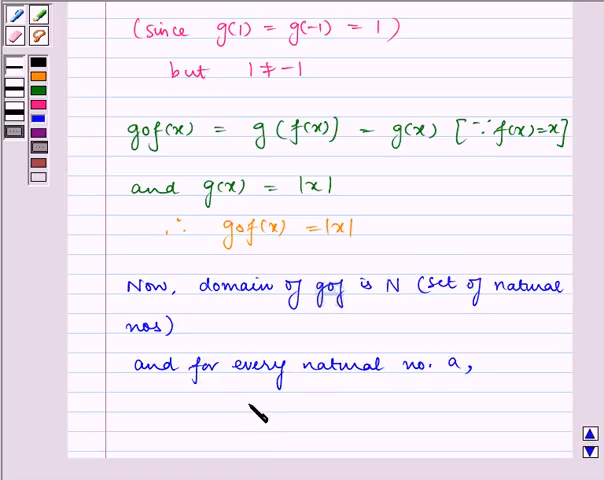 (since g(1) = g(-1) = 1)
but 1 ≠ -1
gof(x) = g(f(x)) = g(x) [∵ f(x)=x]
and g(x) = |x|
∴ gof(x) = |x|
Now, domain of gof is N (set of natural
nos)
and for every natural no. a,